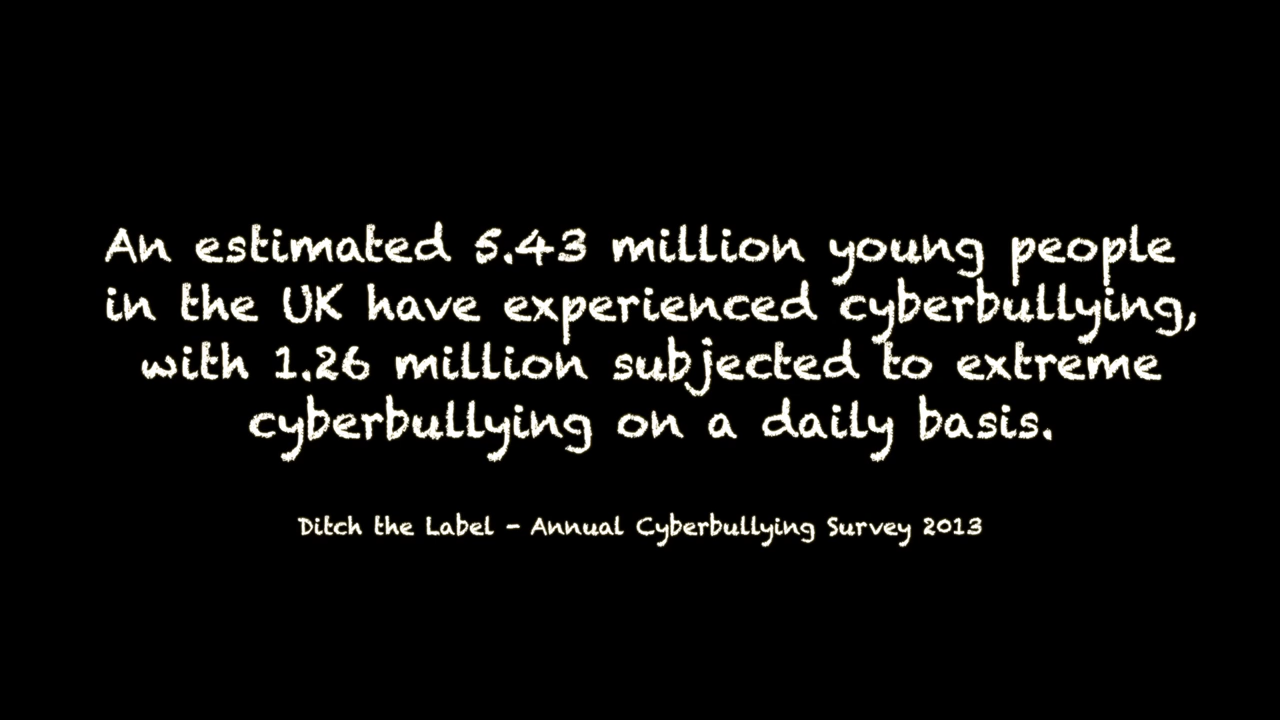 An estimated 5.43 million young people
in the UK have experienced cyberbullying,
with 1.26 million subjected to extreme
cyberbullying on a daily basis.
Ditch the Label - Annual Cyberbullying Survey 2013